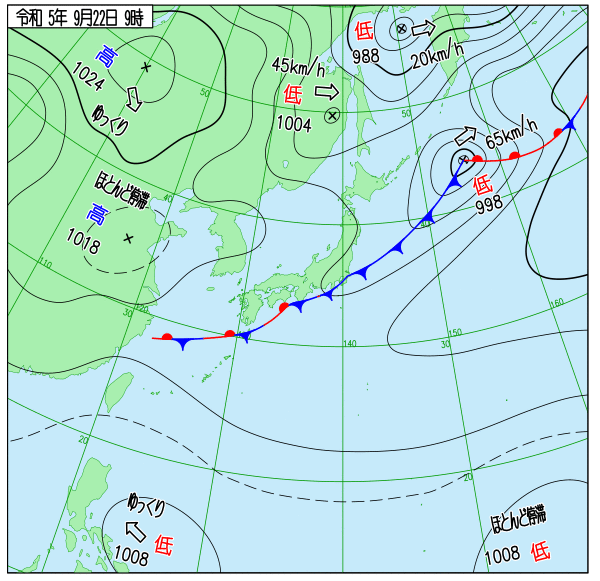 令和 5年 9月22日 9時
高
1024
ゆっくり
45km/h
低
1004
低
988
20km/h
65km/h
低
998
ほとんど停滞
高
1018
50
50
40
40
110
120
130
140
150
160
30
30
20
20
ゆっくり
低
1008
ほとんど停滞
1008 低